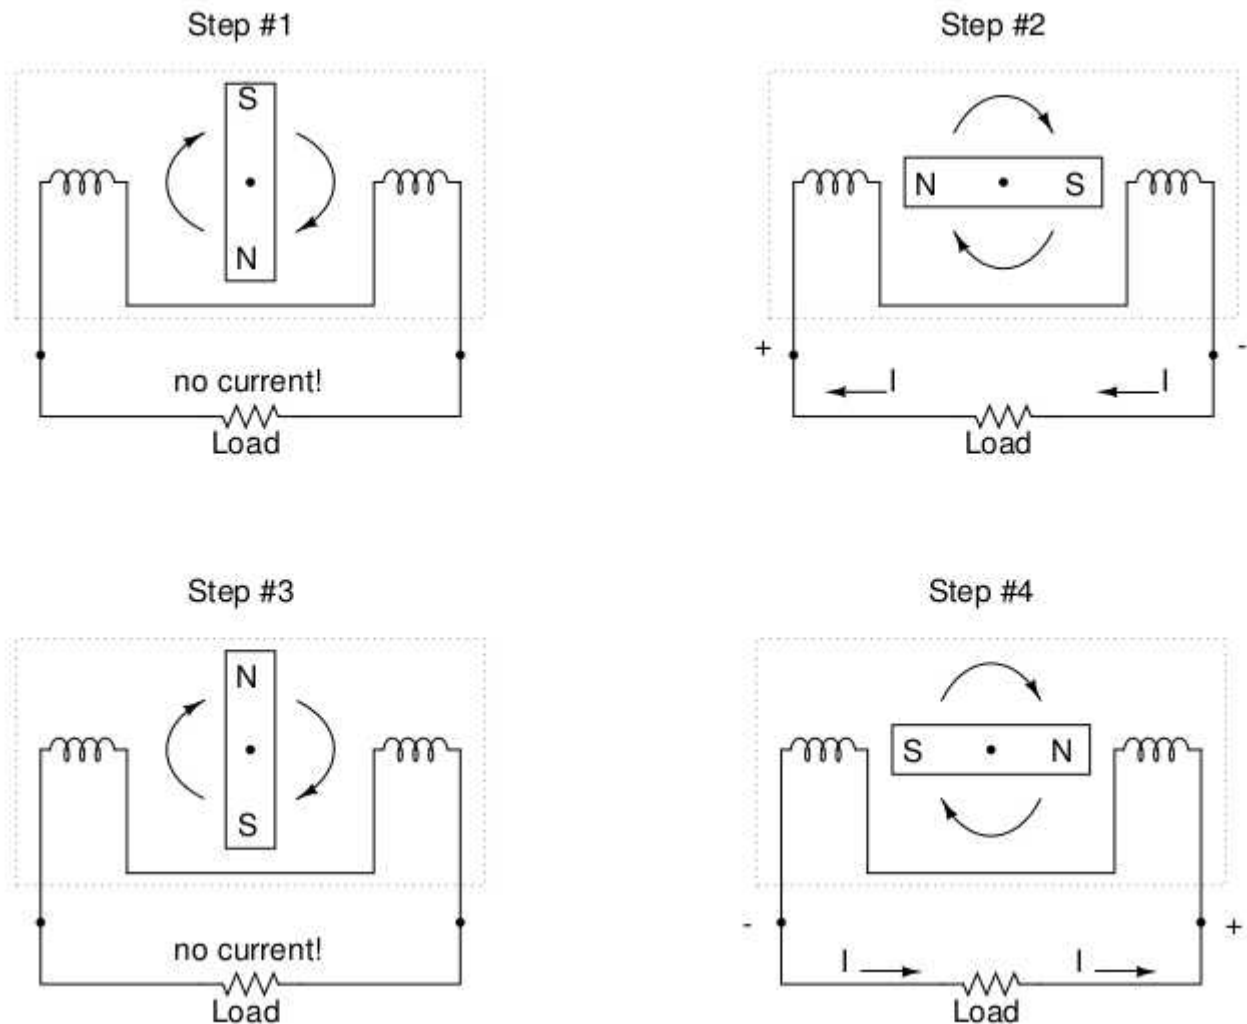 Step #1
S
N
no current!
Load
Step #2
N
S
+
-
I
I
Load
Step #3
N
S
no current!
Load
Step #4
S
N
-
+
I
I
Load